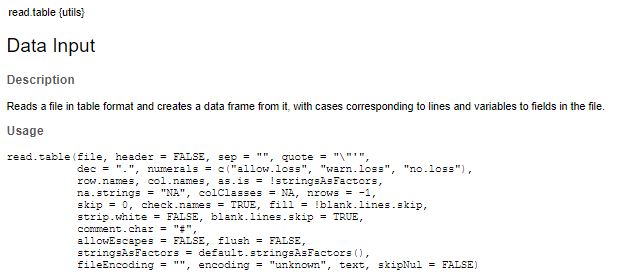 read.table {utils}
Data Input
Description
Reads a file in table format and creates a data frame from it, with cases corresponding to lines and variables to fields in the file.
Usage
read.table(file, header = FALSE, sep = "", quote = "\"'",
           dec = ".", numerals = c("allow.loss", "warn.loss", "no.loss"),
           row.names, col.names, as.is = !stringsAsFactors,
           na.strings = "NA", colClasses = NA, nrows = -1,
           skip = 0, check.names = TRUE, fill = !blank.lines.skip,
           strip.white = FALSE, blank.lines.skip = TRUE,
           comment.char = "#",
           allowEscapes = FALSE, flush = FALSE,
           stringsAsFactors = default.stringsAsFactors(),
           fileEncoding = "", encoding = "unknown", text, skipNul = FALSE)